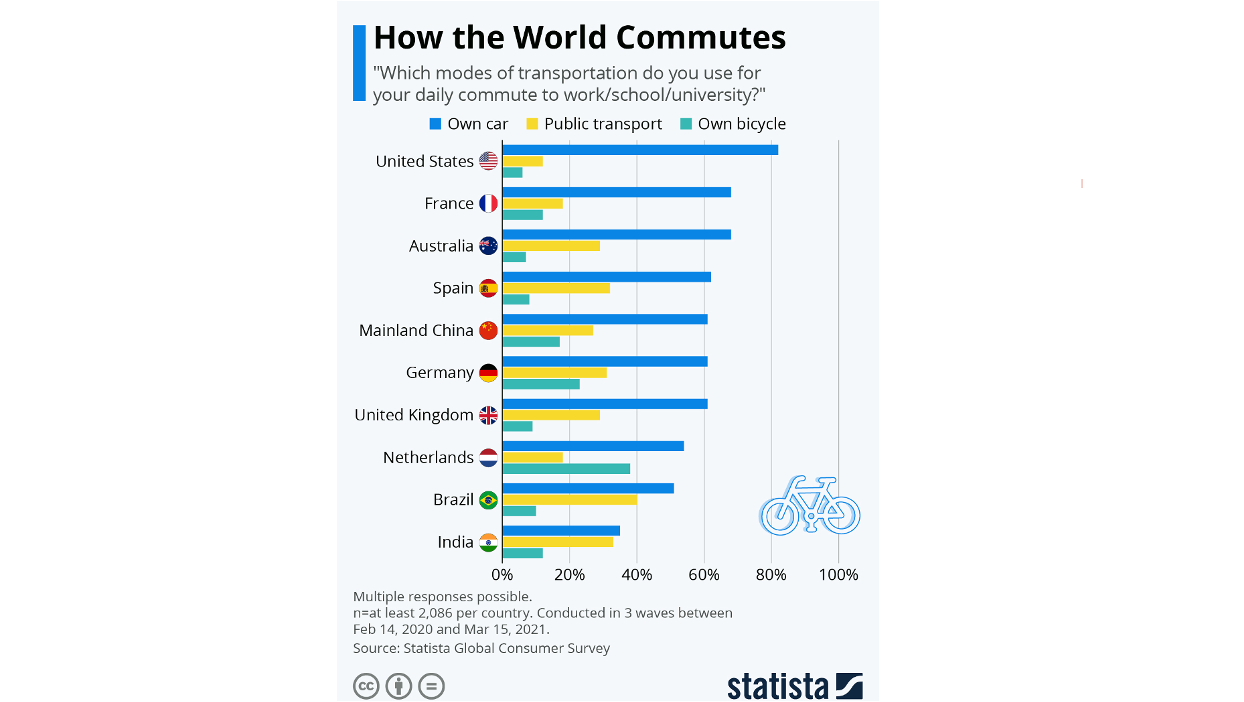 How the World Commutes
"Which modes of transportation do you use for
your daily commute to work/school/university?"
Own car Public transport Own bicycle
United States
France
Australia
Spain
Mainland China
Germany
United Kingdom
Netherlands
Brazil
India
0% 20% 40% 60% 80% 100%
Multiple responses possible.
n=at least 2,086 per country. Conducted in 3 waves between
Feb 14, 2020 and Mar 15, 2021.
Source: Statista Global Consumer Survey
cc
statista